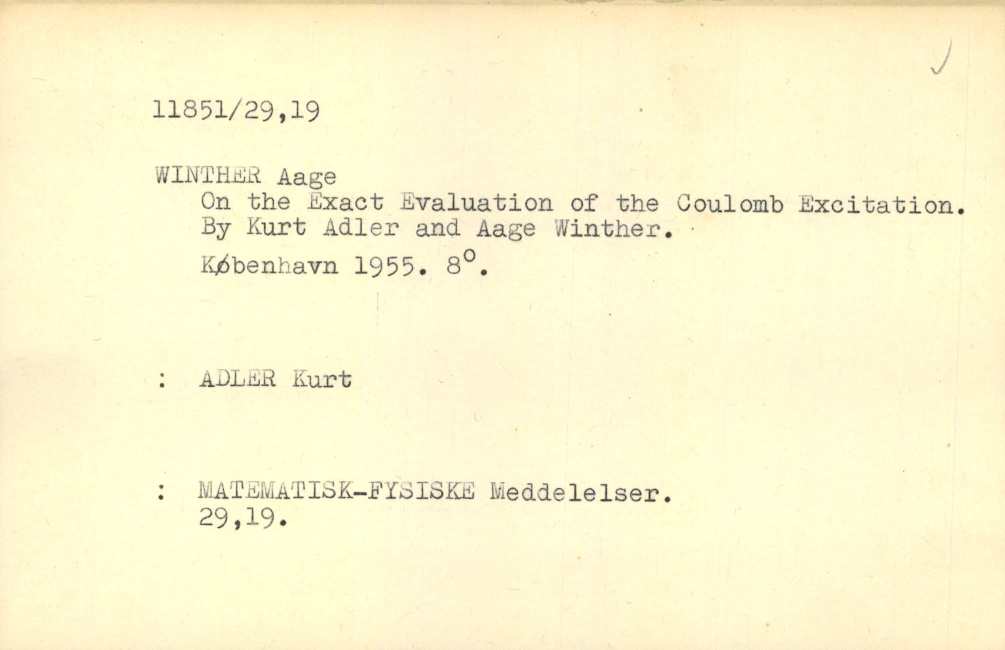 11851/29,19
WINTHER Aage
On the Exact Evaluation of the Coulomb Excitation.
By Kurt Adler and Aage Winther.
København 1955. 8°.
: ADLER Kurt
: MATEMATISK-FYSISKE Meddelelser.
29,19.